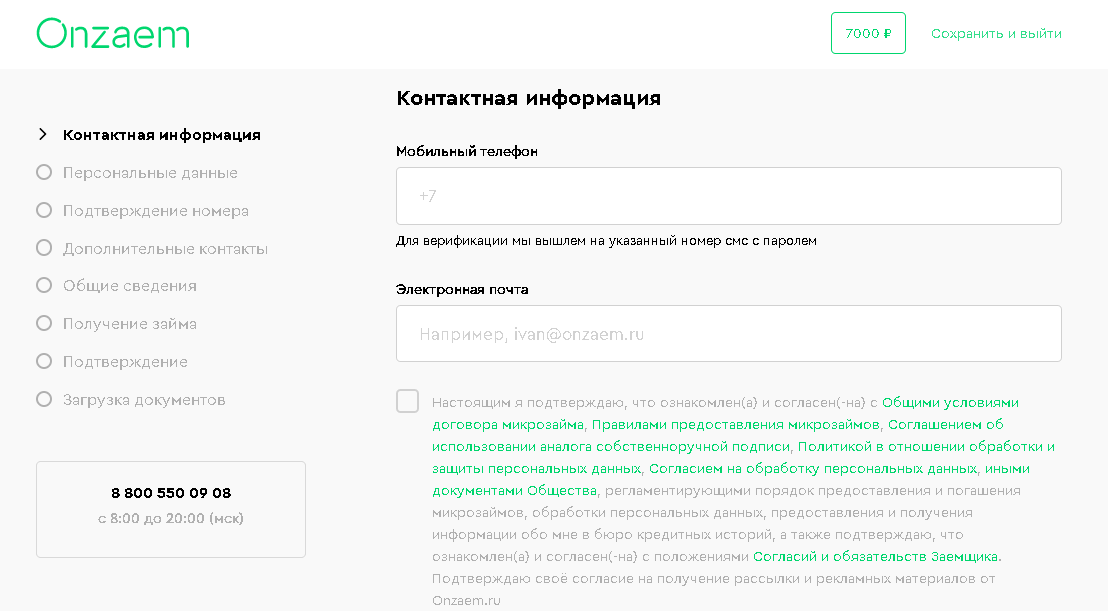 Onzaem
7000 ₽
Сохранить и выйти
Контактная информация
Персональные данные
Подтверждение номера
Дополнительные контакты
Общие сведения
Получение займа
Подтверждение
Загрузка документов
8 800 550 09 08
с 8:00 до 20:00 (мск)
Контактная информация
Мобильный телефон
+7
Для верификации мы вышлем на указанный номер смс с паролем
Электронная почта
Например, ivan@onzaem.ru
Настоящим я подтверждаю, что ознакомлен(а) и согласен(-на) с Общими условиями
договора микрозайма, Правилами предоставления микрозаймов, Соглашением об
использовании аналога собственноручной подписи, Политикой в отношении обработки и
защиты персональных данных, Согласием на обработку персональных данных, иными
документами Общества, регламентирующими порядок предоставления и погашения
микрозаймов, обработки персональных данных, предоставления и получения
информации обо мне в бюро кредитных историй, а также подтверждаю, что
ознакомлен(а) и согласен(-на) с положениями Согласий и обязательств Заемщика.
Подтверждаю своё согласие на получение рассылки и рекламных материалов от
Onzaem.ru